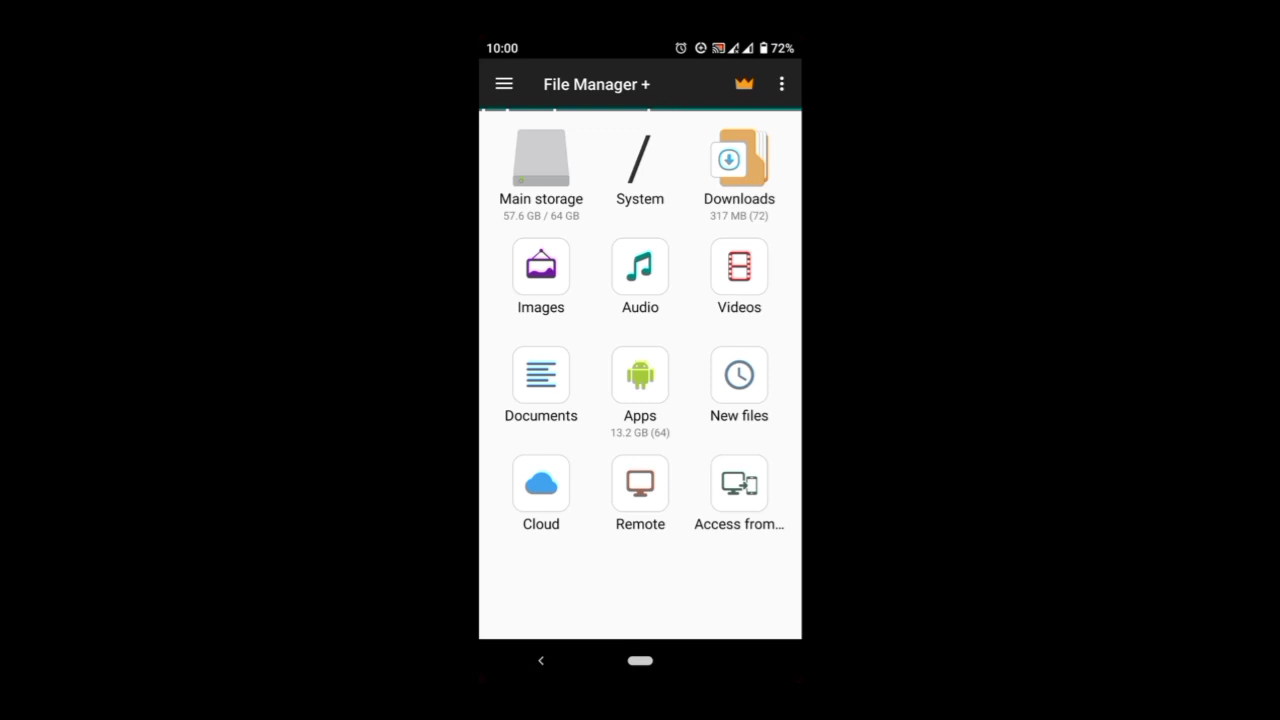 10:00
72%
File Manager +
Main storage
57.6 GB / 64 GB
System
Downloads
317 MB (72)
Images
Audio
Videos
Documents
Apps
13.2 GB (64)
New files
Cloud
Remote
Access from...